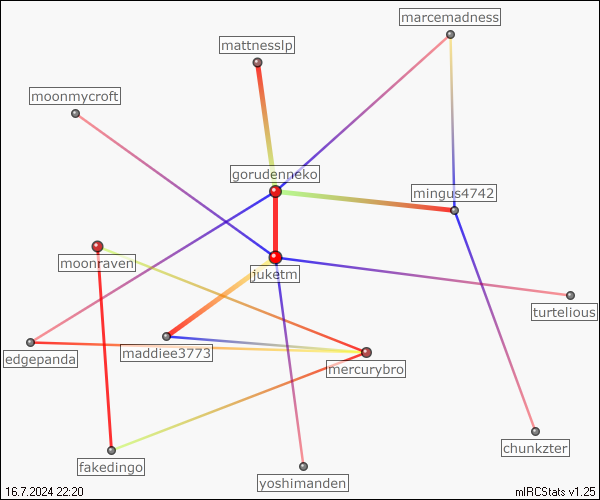 marcemadness
mattnesslp
moonmycroft
gorudenneko
mingus4742
moonraven
juketm
turtelious
maddiee3773
edgepanda
mercurybro
chunkzter
fakedingo
yoshimanden
16.7.2024 22:20
mIRCStats v1.25